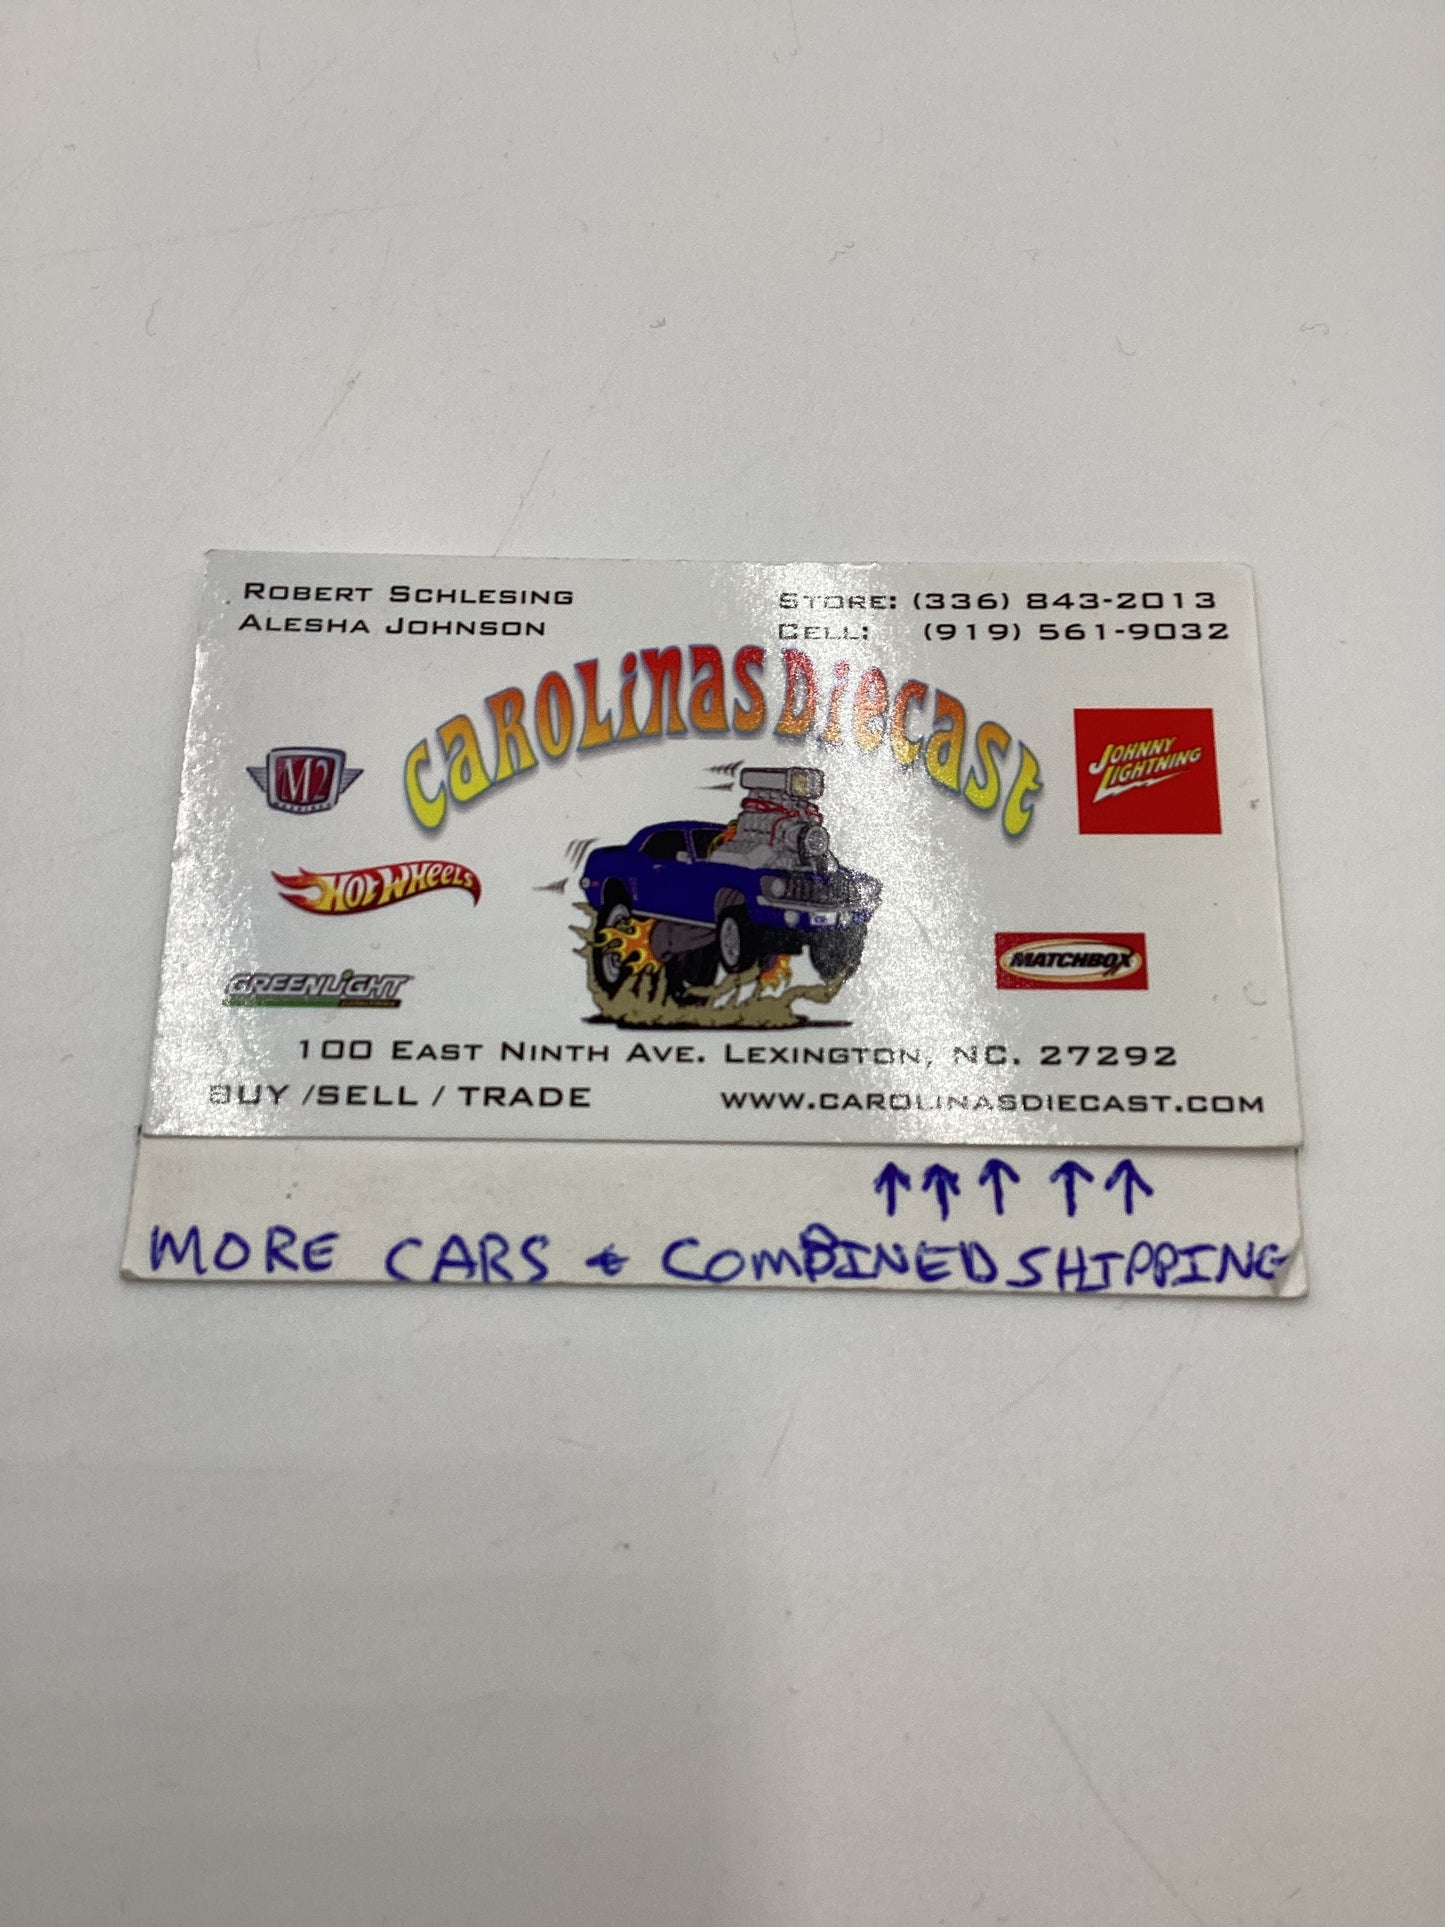 ROBERT SCHLESING
ALESHA JOHNSON
STORE: (336) 843-2013
CELL: (919) 561-9032
CAROLINAS DIECAST
M2
JOHNNY
LIGHTNING
HOT WHEELS
GREENLIGHT
MATCHBOX
100 EAST NINTH AVE. LEXINGTON, NC. 27292
BUY /SELL / TRADE
WWW.CAROLINASDIECAST.COM
↑↑↑ ↑↑
MORE CARS & COMBINED SHIPPING